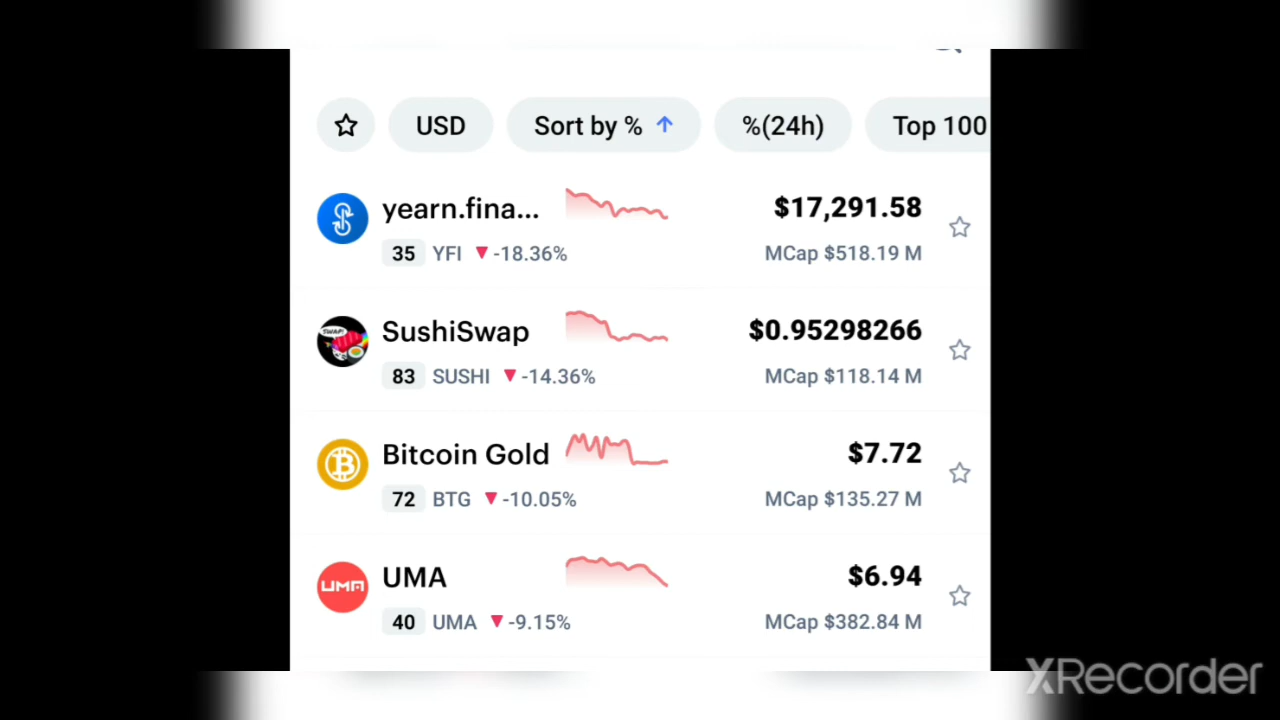 USD Sort by % ↑ %(24h) Top 100
yearn.fina... $17,291.58
35 YFI ▼ -18.36% MCap $518.19 M
SWAP!
SushiSwap $0.95298266
83 SUSHI ▼ -14.36% MCap $118.14 M
Bitcoin Gold $7.72
72 BTG ▼ -10.05% MCap $135.27 M
UMA UMA $6.94
40 UMA ▼ -9.15% MCap $382.84 M
XRecorder